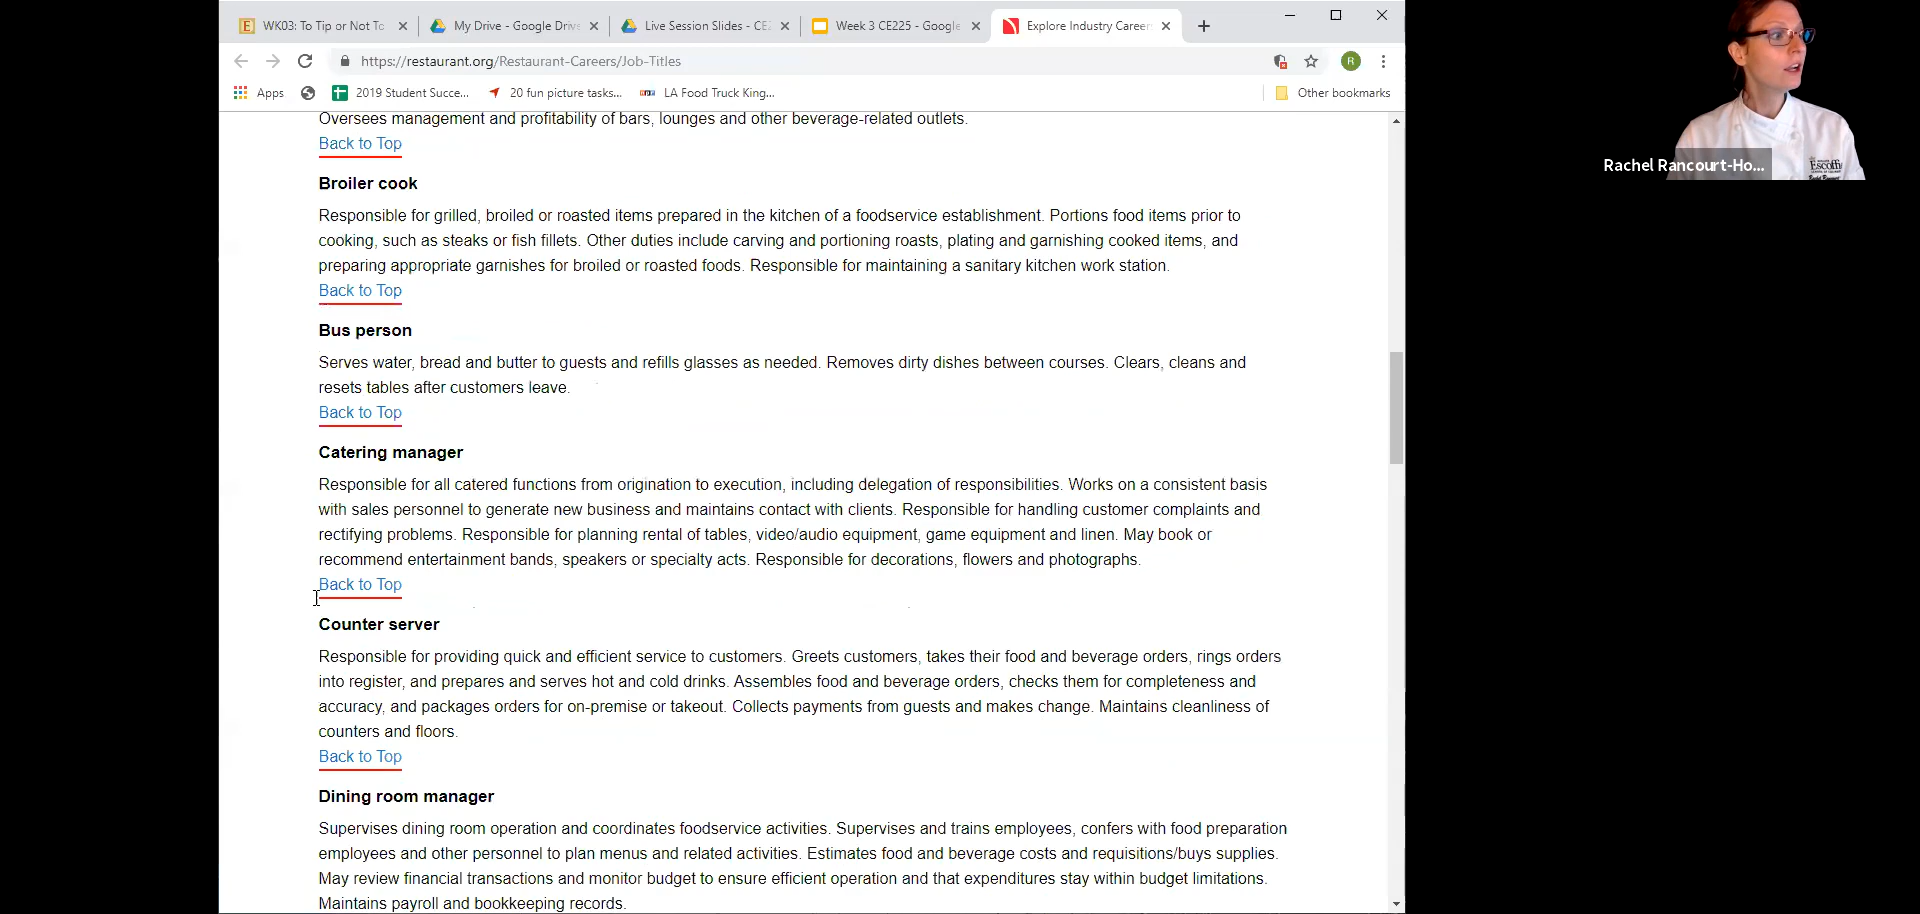 WK03: To Tip or Not To
My Drive - Google Driv
Live Session Slides - CE2
Week 3 CE225 - Google
Explore Industry Career
https://restaurant.org/Restaurant-Careers/Job-Titles
R
Apps
2019 Student Succe...
20 fun picture tasks...
LA Food Truck King...
Other bookmarks
Oversees management and profitability of bars, lounges and other beverage-related outlets.
Back to Top
Broiler cook
Responsible for grilled, broiled or roasted items prepared in the kitchen of a foodservice establishment. Portions food items prior to
cooking, such as steaks or fish fillets. Other duties include carving and portioning roasts, plating and garnishing cooked items, and
preparing appropriate garnishes for broiled or roasted foods. Responsible for maintaining a sanitary kitchen work station.
Back to Top
Bus person
Serves water, bread and butter to guests and refills glasses as needed. Removes dirty dishes between courses. Clears, cleans and
resets tables after customers leave.
Back to Top
Catering manager
Responsible for all catered functions from origination to execution, including delegation of responsibilities. Works on a consistent basis
with sales personnel to generate new business and maintains contact with clients. Responsible for handling customer complaints and
rectifying problems. Responsible for planning rental of tables, video/audio equipment, game equipment and linen. May book or
recommend entertainment bands, speakers or specialty acts. Responsible for decorations, flowers and photographs.
Back to Top
Counter server
Responsible for providing quick and efficient service to customers. Greets customers, takes their food and beverage orders, rings orders
into register, and prepares and serves hot and cold drinks. Assembles food and beverage orders, checks them for completeness and
accuracy, and packages orders for on-premise or takeout. Collects payments from guests and makes change. Maintains cleanliness of
counters and floors.
Back to Top
Dining room manager
Supervises dining room operation and coordinates foodservice activities. Supervises and trains employees, confers with food preparation
employees and other personnel to plan menus and related activities. Estimates food and beverage costs and requisitions/buys supplies.
May review financial transactions and monitor budget to ensure efficient operation and that expenditures stay within budget limitations.
Maintains payroll and bookkeeping records.
Rachel Rancourt-Ho...